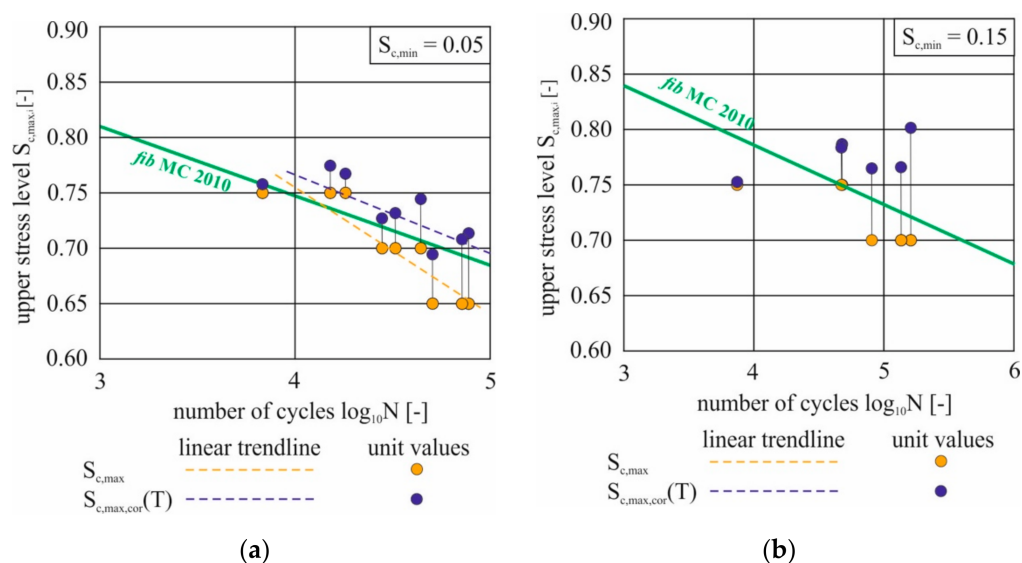 S_c,min = 0.05
0.90
0.85
0.80
0.75
0.70
0.65
0.60
upper stress level S_c,max,i [-]
fib MC 2010
3 4 5
number of cycles log₁₀N [-]
linear trendline unit values
S_c,max
S_c,max,cor(T)
(a)
S_c,min = 0.15
0.90
0.85
0.80
0.75
0.70
0.65
0.60
upper stress level S_c,max,i [-]
fib MC 2010
3 4 5 6
number of cycles log₁₀N [-]
linear trendline unit values
S_c,max
S_c,max,cor(T)
(b)